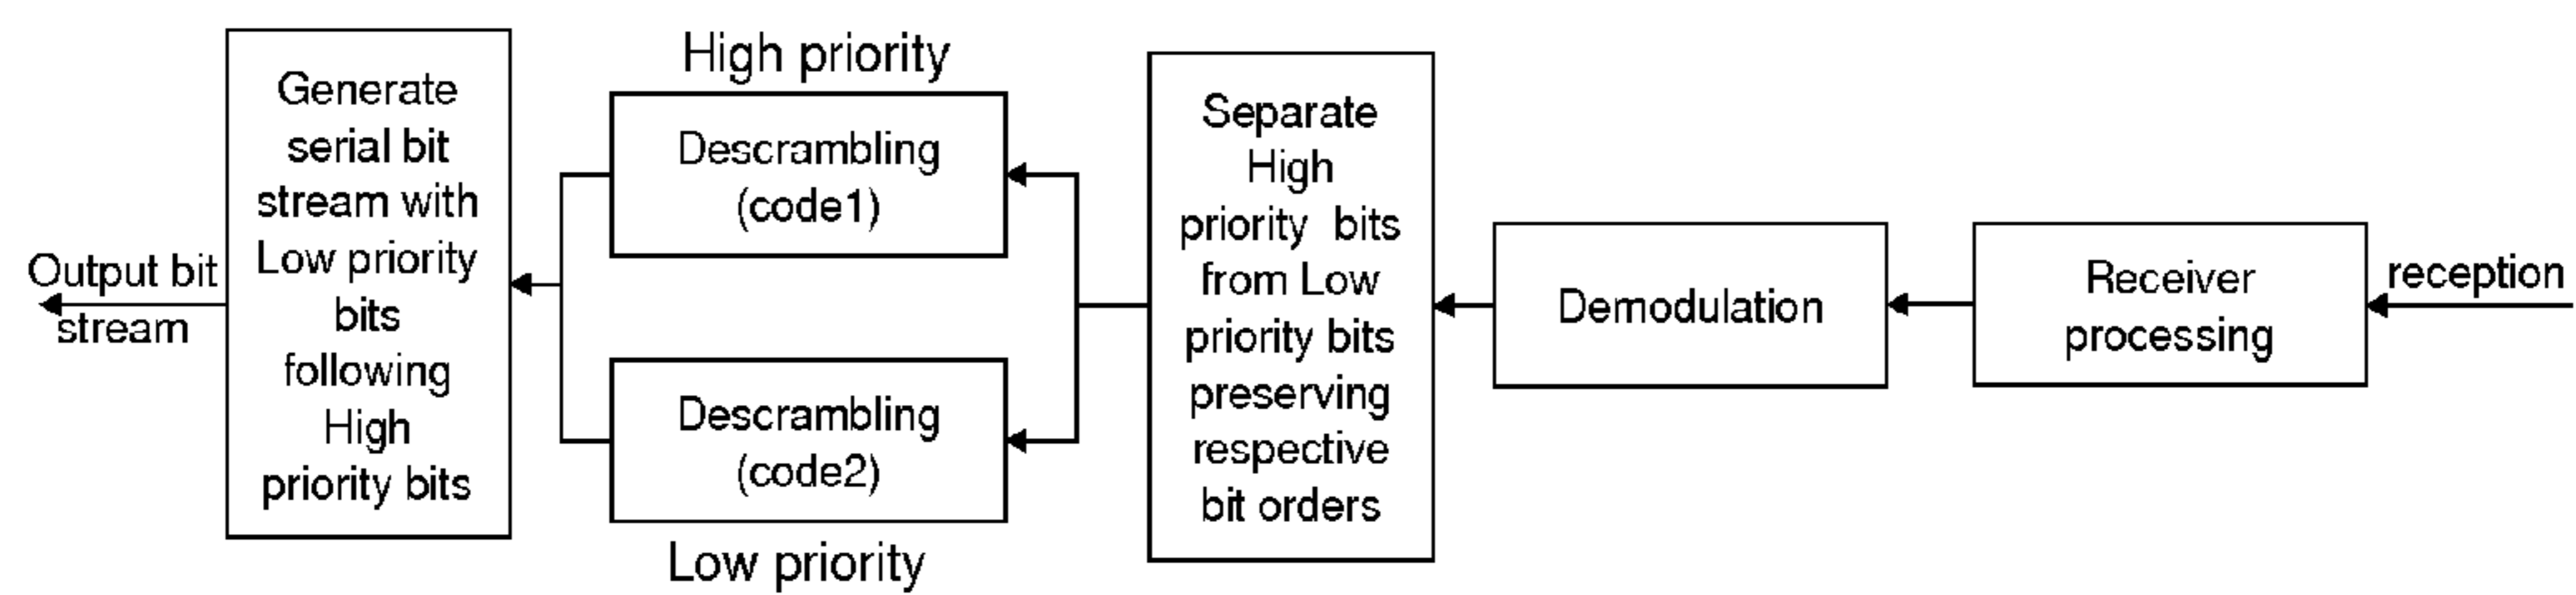 Generate
serial bit
stream with
Low priority
bits
following
High
priority bits
Output bit
stream
High priority
Descrambling
(code1)
Descrambling
(code2)
Low priority
Separate
High
priority bits
from Low
priority bits
preserving
respective
bit orders
Demodulation
Receiver
processing
reception